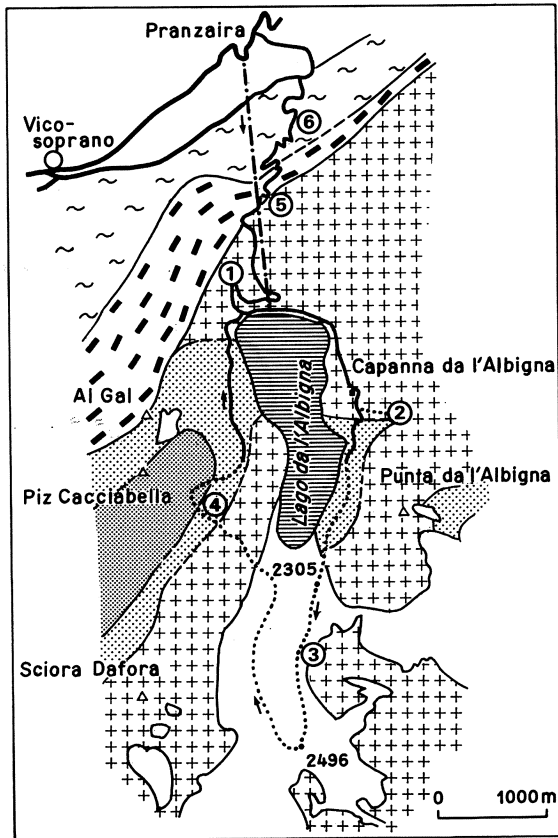 Pranzaira
Vico-
soprano
6
5
1
Capanna da l'Albigna
Al Gal
2
Lago da l'Albigna
Punta da l'Albigna
Piz Cacciabella
4
2305
3
Sciora Dafora
2496
0 1000 m